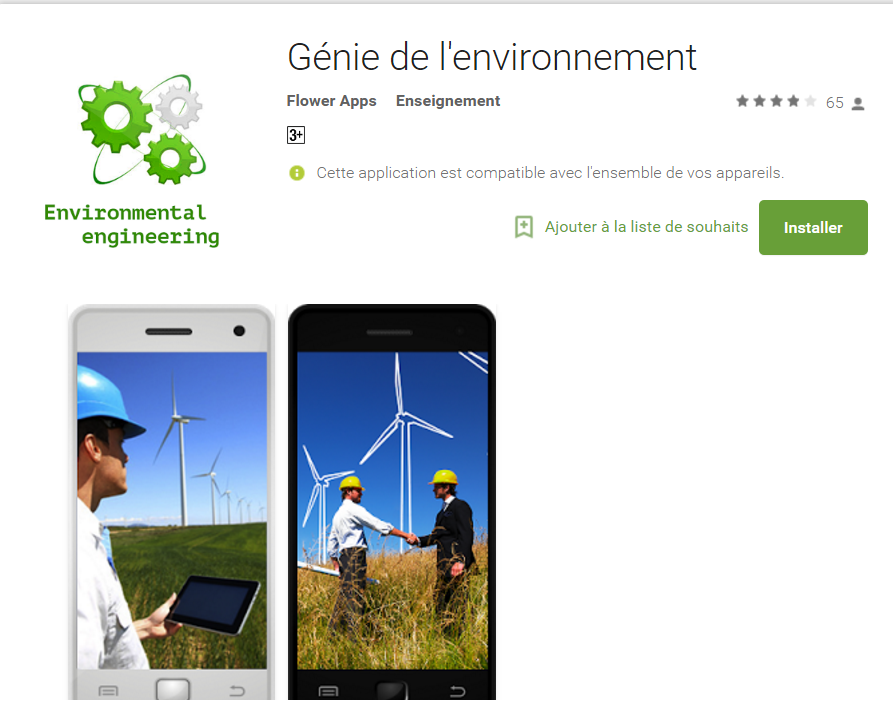 Génie de l'environnement
Flower Apps Enseignement
65
3+
Cette application est compatible avec l'ensemble de vos appareils.
Ajouter à la liste de souhaits
Installer
Environmental
engineering